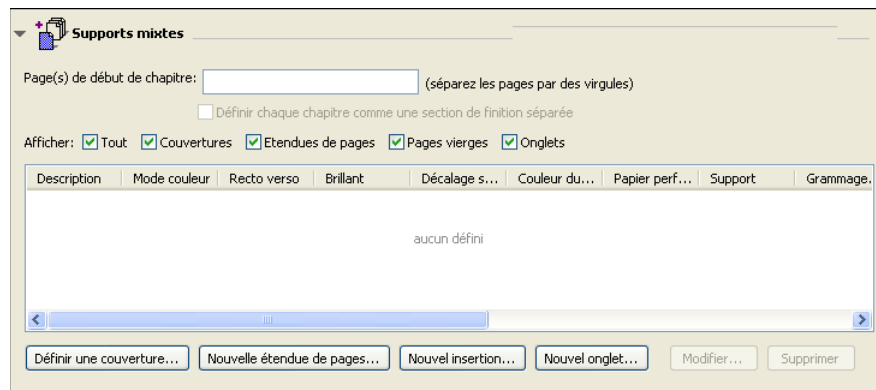 Supports mixtes
Page(s) de début de chapitre: (séparez les pages par des virgules)
Définir chaque chapitre comme une section de finition séparée
Afficher: Tout Couvertures Etendues de pages Pages vierges Onglets
Description Mode couleur Recto verso Brillant Décalage s... Couleur du... Papier perf... Support Grammage.
aucun défini
Définir une couverture... Nouvelle étendue de pages... Nouvel insertion... Nouvel onglet... Modifier... Supprimer